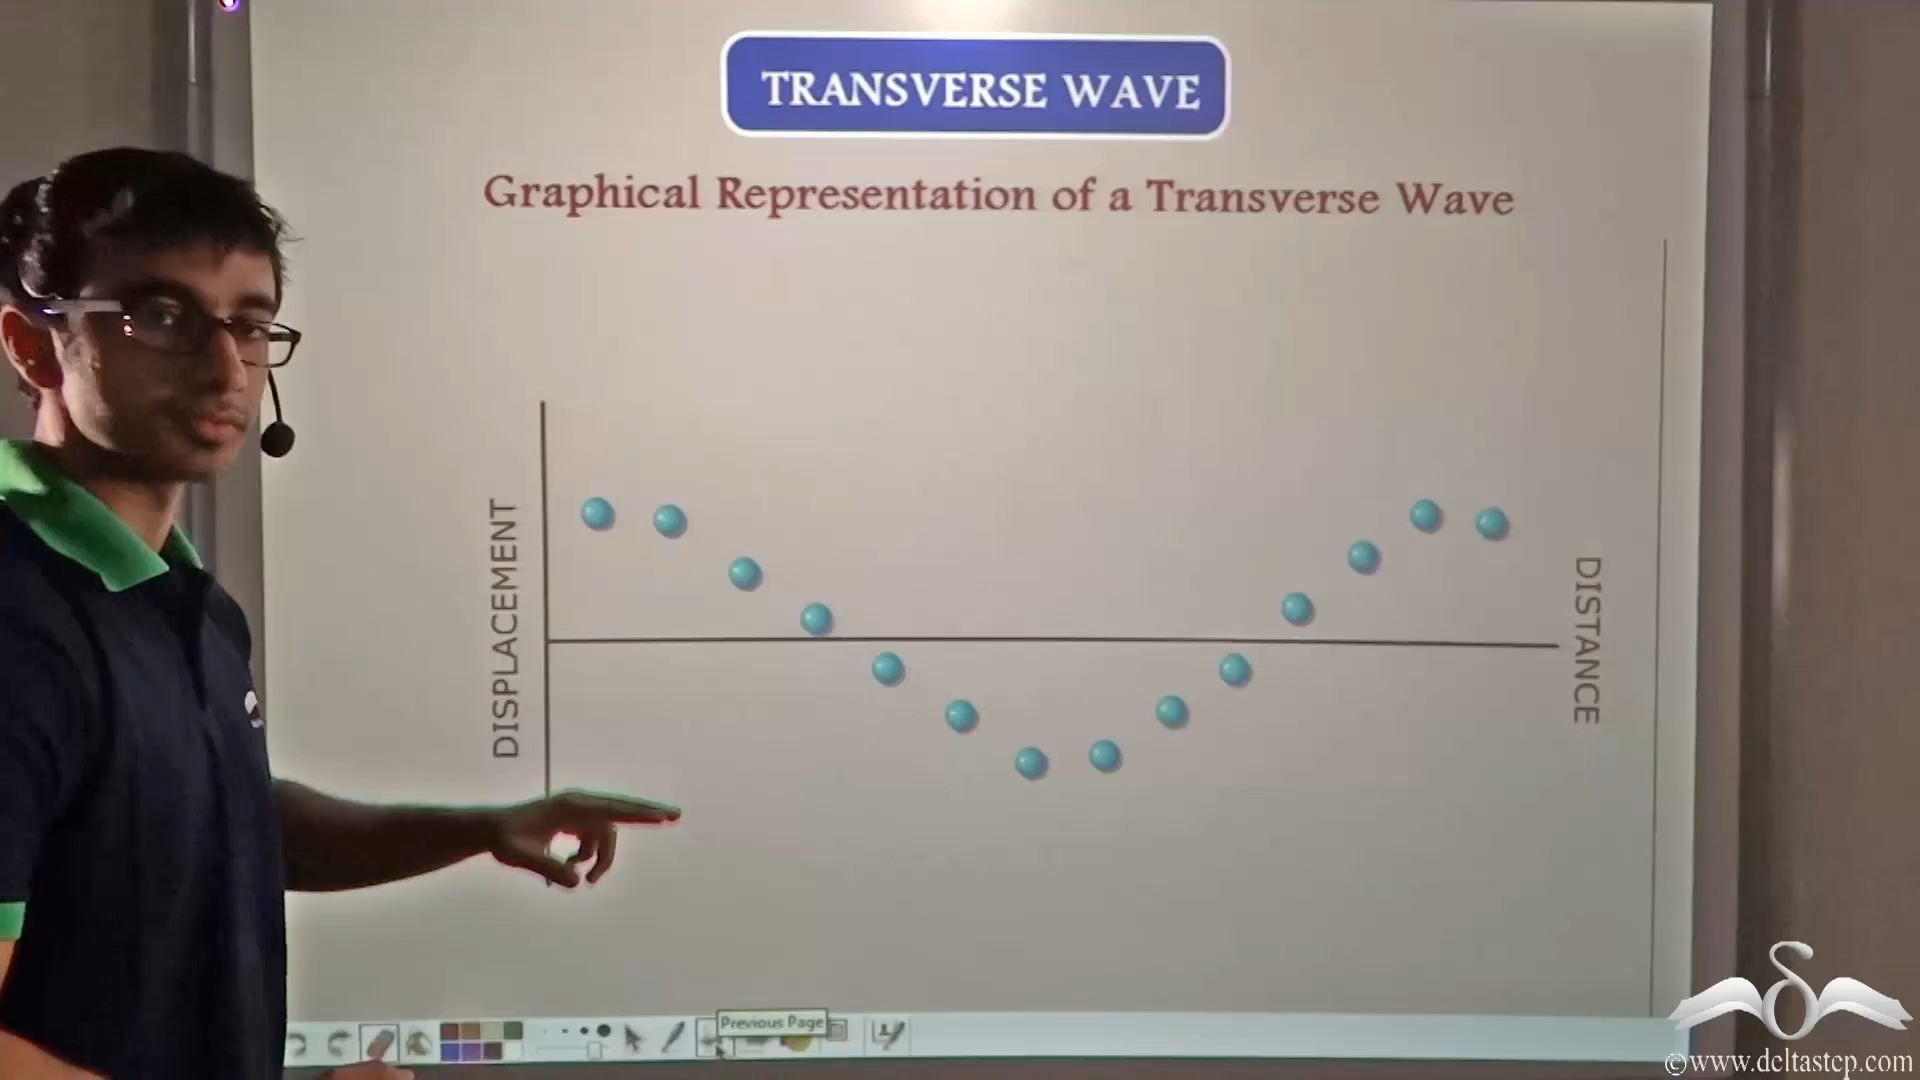 TRANSVERSE WAVE
Graphical Representation of a Transverse Wave
DISPLACEMENT
DISTANCE
Previous Page
©www.deltastep.com